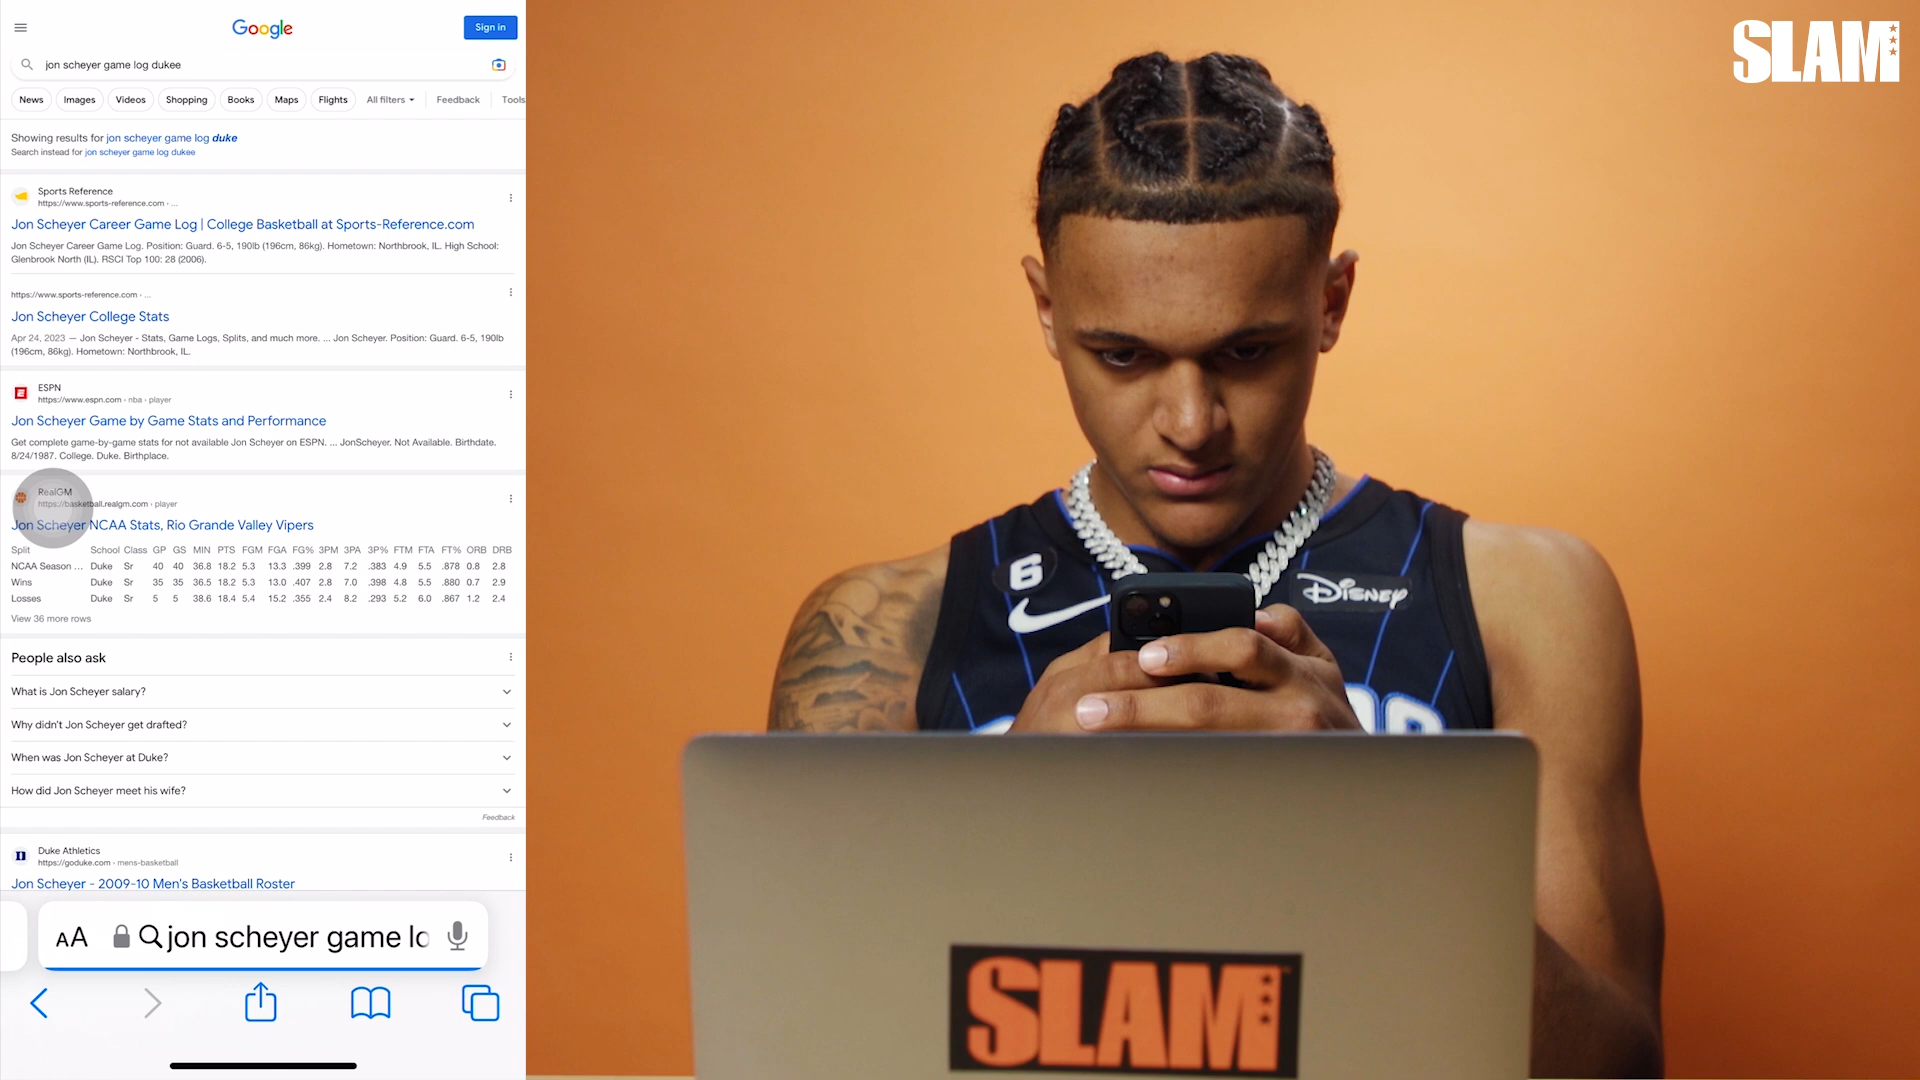 Google
Sign in
jon scheyer game log dukee
News Images Videos Shopping Books Maps Flights All filters Feedback Tools
Showing results for jon scheyer game log duke
Search instead for jon scheyer game log dukee
Sports Reference
https://www.sports-reference.com › ...
Jon Scheyer Career Game Log | College Basketball at Sports-Reference.com
Jon Scheyer Career Game Log. Position: Guard. 6-5, 190lb (196cm, 86kg). Hometown: Northbrook, IL. High School:
Glenbrook North (IL). RSCI Top 100: 28 (2006).
https://www.sports-reference.com › ...
Jon Scheyer College Stats
Apr 24, 2023 — Jon Scheyer - Stats, Game Logs, Splits, and much more. ... Jon Scheyer. Position: Guard. 6-5, 190lb
(196cm, 86kg). Hometown: Northbrook, IL.
ESPN
https://www.espn.com › nba › player
Jon Scheyer Game by Game Stats and Performance
Get complete game-by-game stats for not available Jon Scheyer on ESPN. ... JonScheyer. Not Available. Birthdate.
8/24/1987. College. Duke. Birthplace.
RealGM
https://basketball.realgm.com › player
Jon Scheyer NCAA Stats, Rio Grande Valley Vipers
Split School Class GP GS MIN PTS FGM FGA FG% 3PM 3PA 3P% FTM FTA FT% ORB DRB
NCAA Season ... Duke Sr 40 40 36.8 18.2 5.3 13.3 .399 2.8 7.2 .383 4.9 5.5 .878 0.8 2.8
Wins Duke Sr 35 35 36.5 18.2 5.3 13.0 .407 2.8 7.0 .398 4.8 5.5 .880 0.7 2.9
Losses Duke Sr 5 5 38.6 18.4 5.4 15.2 .355 2.4 8.2 .293 5.2 6.0 .867 1.2 2.4
View 36 more rows
People also ask
What is Jon Scheyer salary?
Why didn't Jon Scheyer get drafted?
When was Jon Scheyer at Duke?
How did Jon Scheyer meet his wife?
Feedback
Duke Athletics
https://goduke.com › mens-basketball
Jon Scheyer - 2009-10 Men's Basketball Roster
AA jon scheyer game lo
SLAM
6
Disney
SLAM